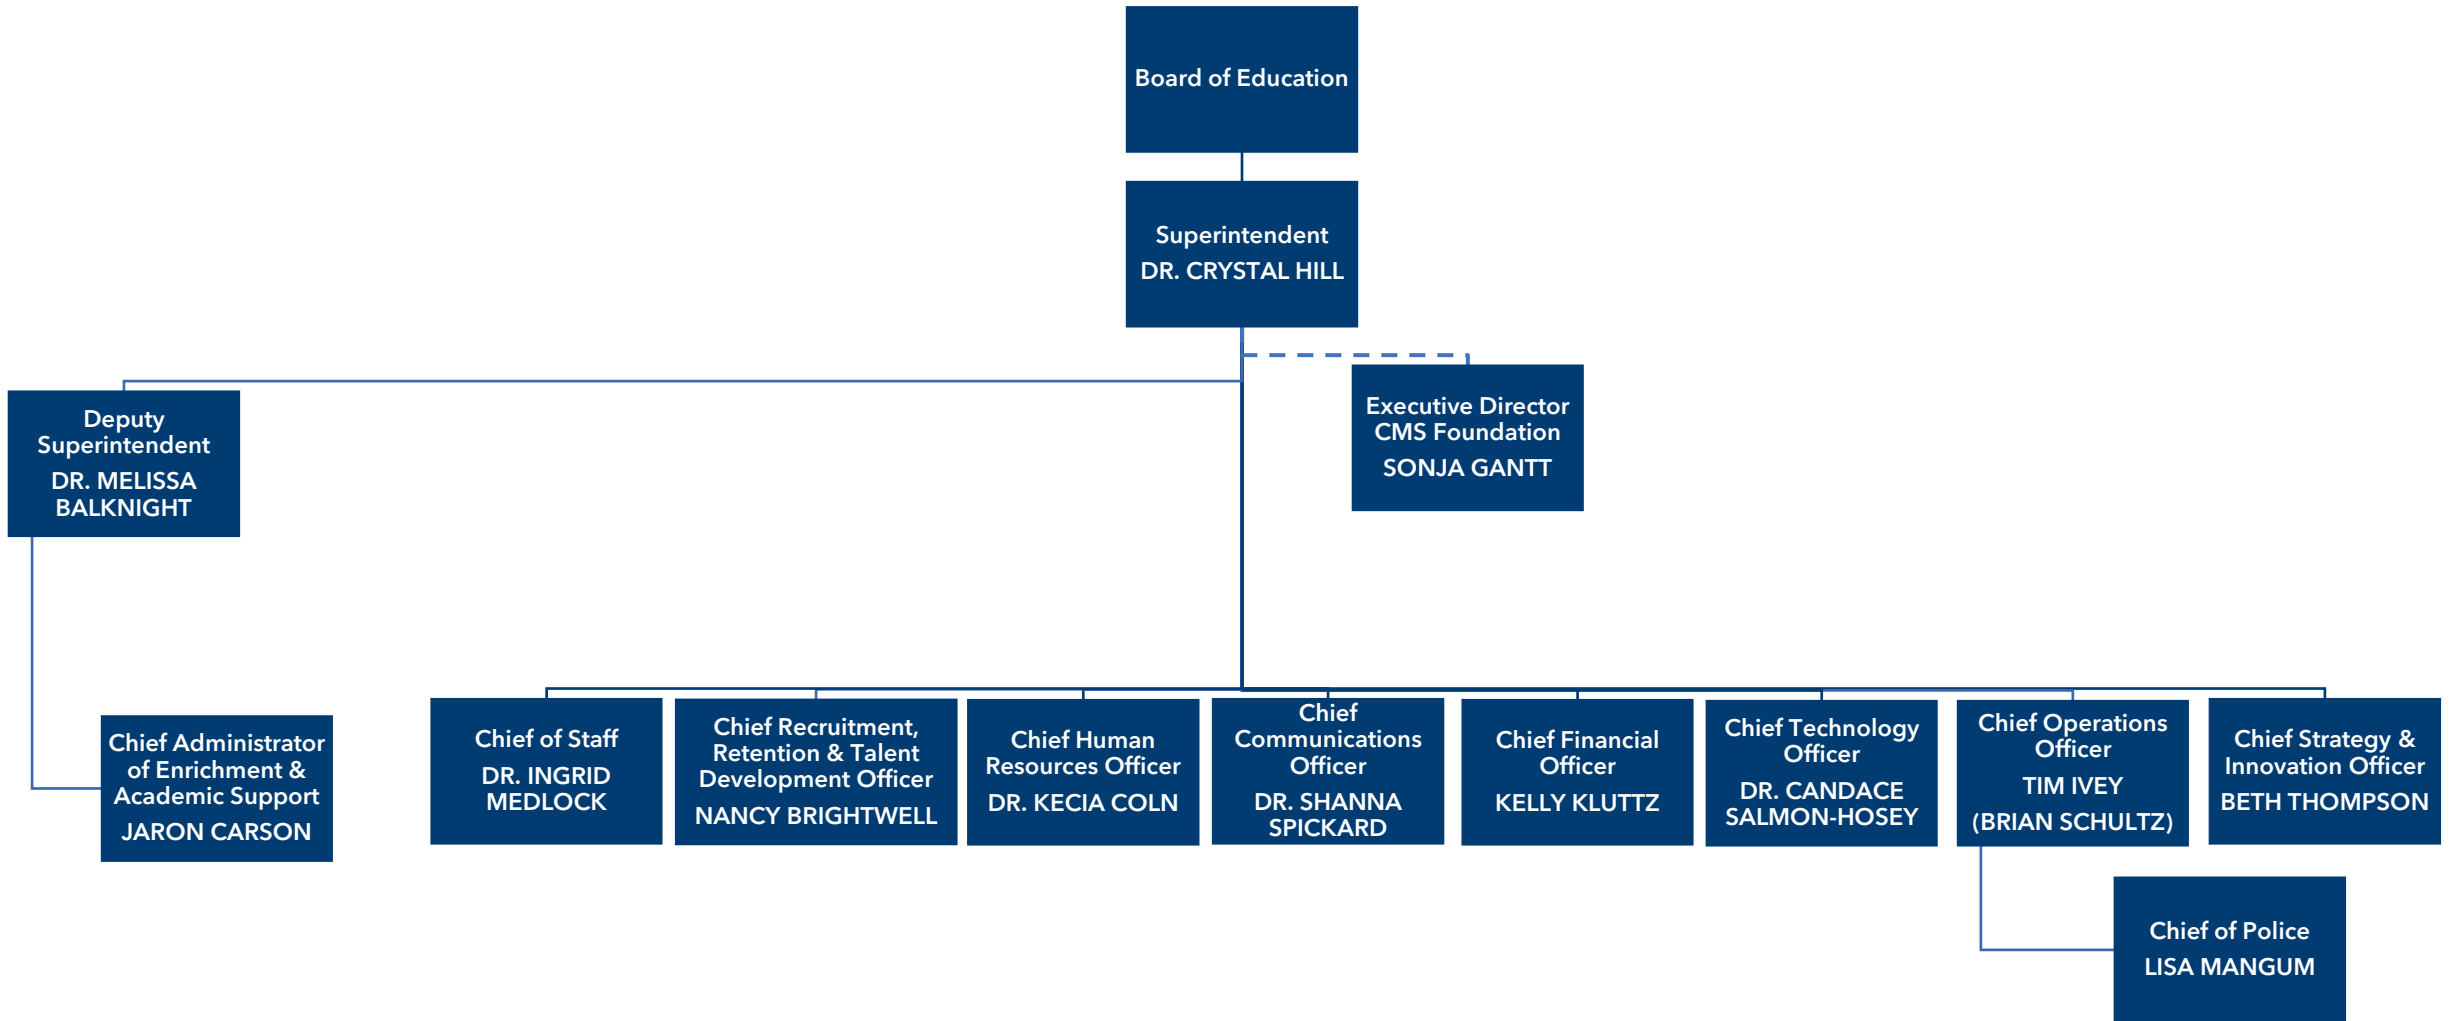 Board of Education
Superintendent
DR. CRYSTAL HILL
Executive Director
CMS Foundation
SONJA GANTT
Deputy
Superintendent
DR. MELISSA
BALKNIGHT
Chief Administrator
of Enrichment &
Academic Support
JARON CARSON
Chief of Staff
DR. INGRID
MEDLOCK
Chief Recruitment,
Retention & Talent
Development Officer
NANCY BRIGHTWELL
Chief Human
Resources Officer
DR. KECIA COLN
Chief
Communications
Officer
DR. SHANNA
SPICKARD
Chief Financial
Officer
KELLY KLUTTZ
Chief Technology
Officer
DR. CANDACE
SALMON-HOSEY
Chief Operations
Officer
TIM IVEY
(BRIAN SCHULTZ)
Chief Strategy &
Innovation Officer
BETH THOMPSON
Chief of Police
LISA MANGUM